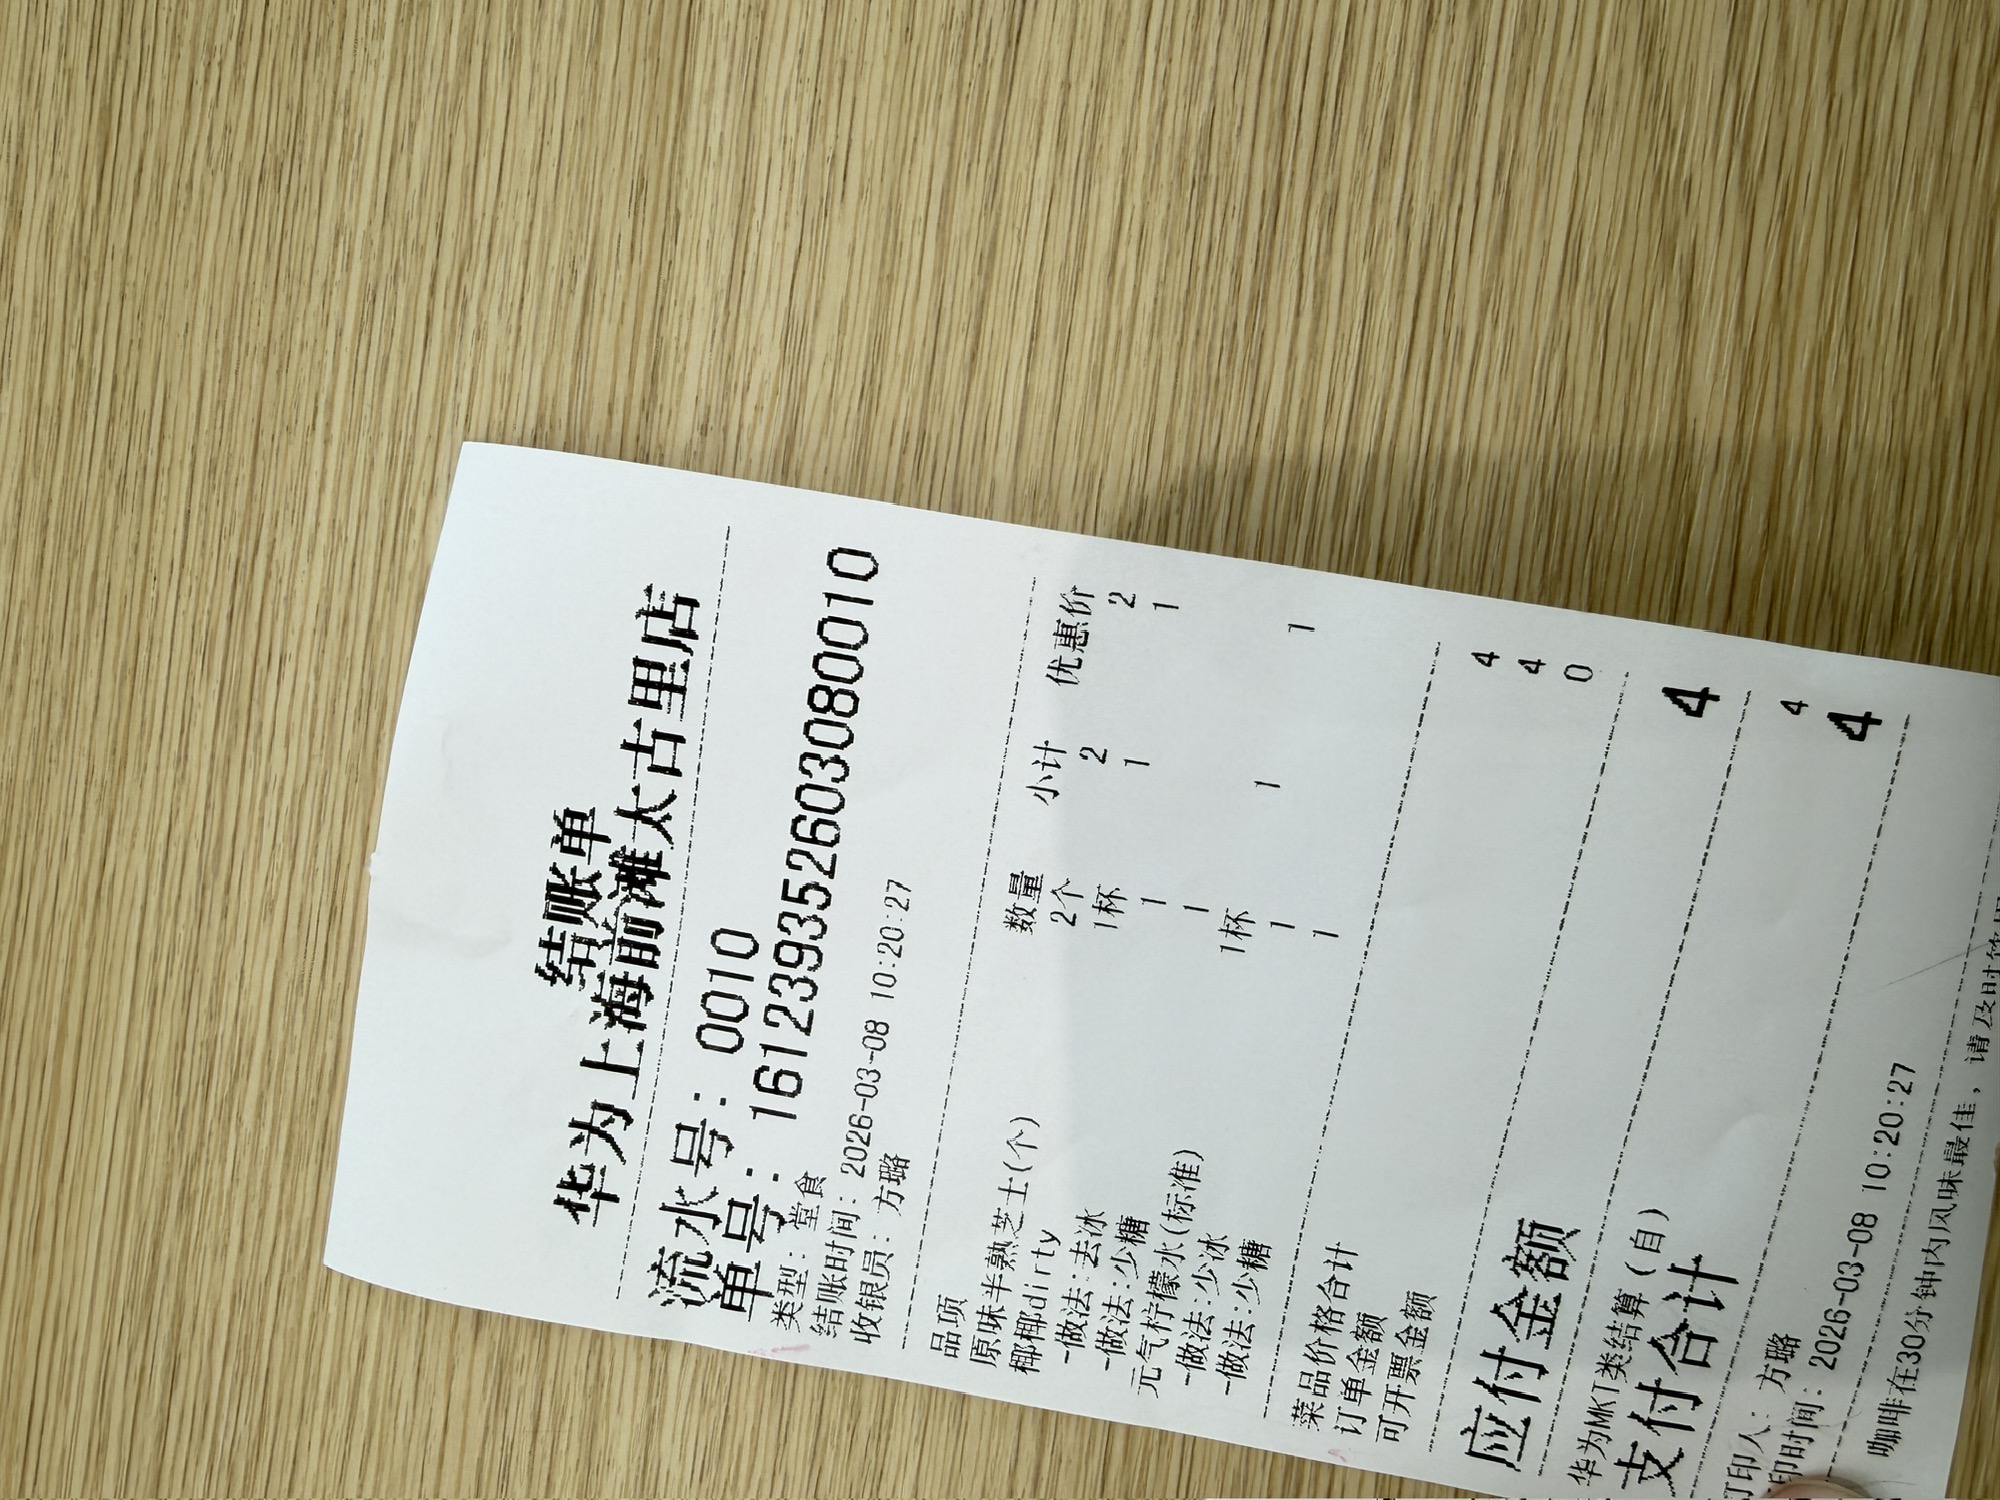 结账单
华为上海前滩太古里店
流水号: 0010
单号: 161239352603080010
类型: 堂食
结账时间: 2026-03-08 10:20:27
收银员: 方璐
品项 数量 小计 优惠价
原味半熟芝士(个) 2个 2 2
椰椰dirty 1杯 1 1
-做法:去冰 1
-做法:少糖 1
元气柠檬水(标准) 1杯 1 1
-做法:少冰 1
-做法:少糖 1
菜品价格合计 4
订单金额 4
可开票金额 0
应付金额 4
华为MKT类结算(自) 4
支付合计 4
打印人: 方璐
印时间: 2026-03-08 10:20:27
咖啡在30分钟内风味最佳，请及时